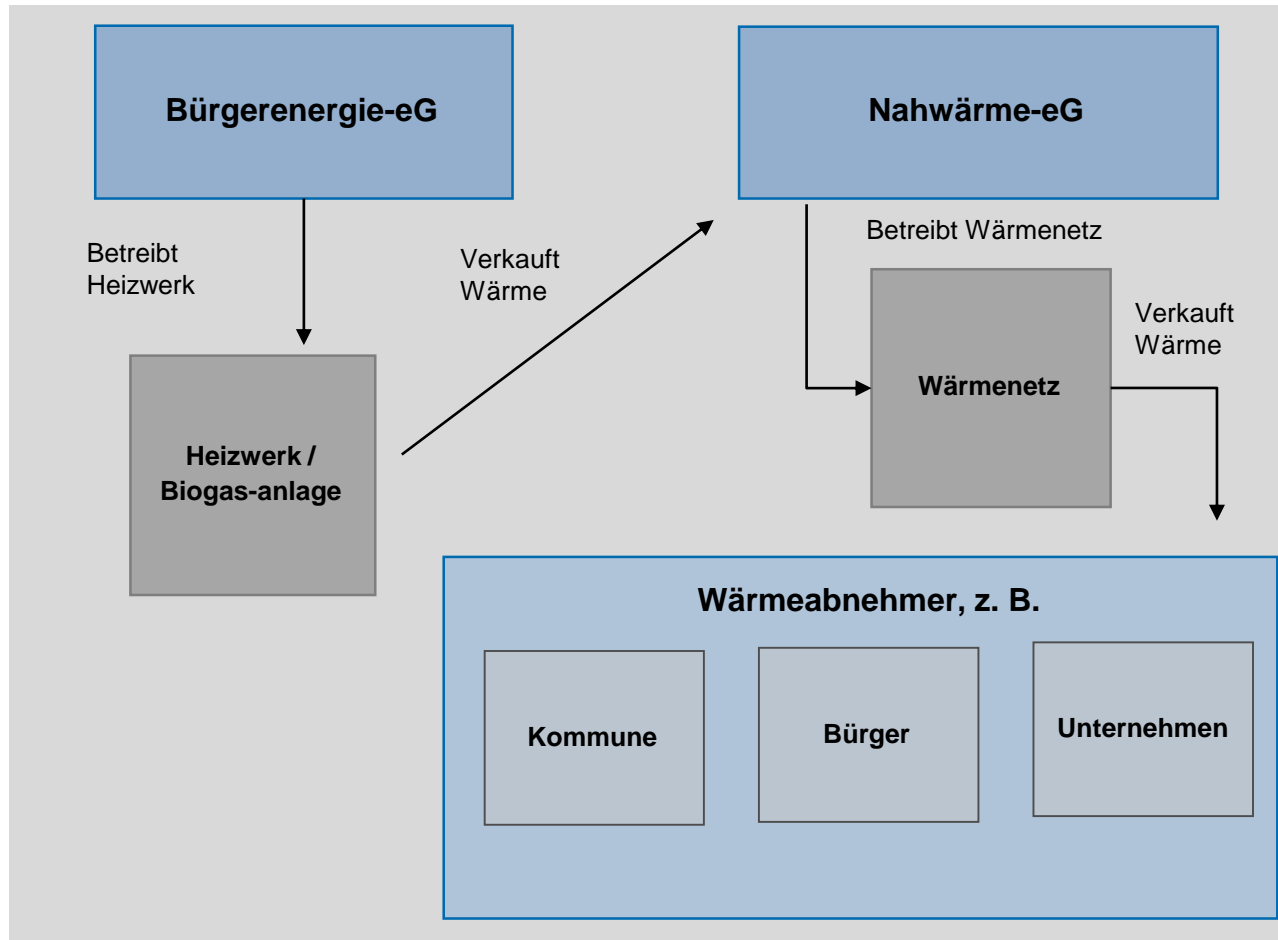 Bürgerenergie-eG
Nahwärme-eG
Betreibt
Heizwerk
Verkauft
Wärme
Betreibt Wärmenetz
Verkauft
Wärme
Wärmenetz
Heizwerk /
Biogas-anlage
Wärmeabnehmer, z. B.
Kommune
Bürger
Unternehmen